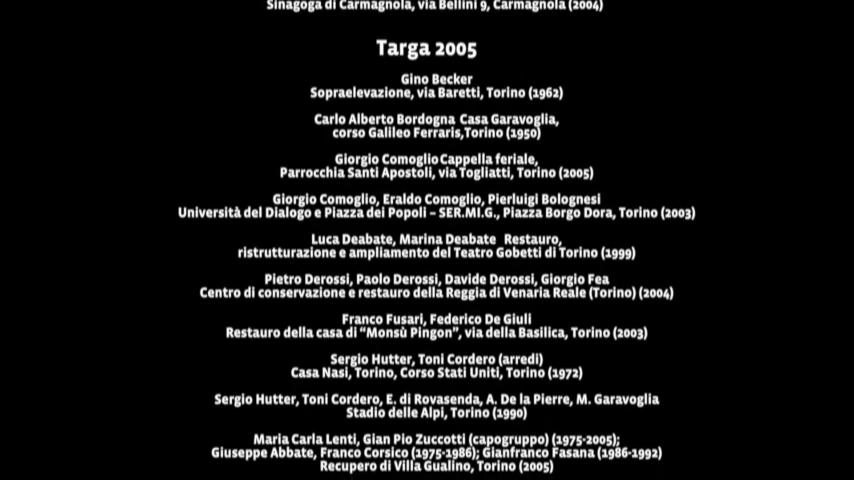 Sinagoga di Carmagnola, via Bellini 9, Carmagnola (2004)
Targa 2005
Gino Becker
Sopraelevazione, via Baretti, Torino (1962)
Carlo Alberto Bordogna Casa Garavoglia,
corso Galileo Ferraris,Torino (1950)
Giorgio Comoglio Cappella feriale,
Parrocchia Santi Apostoli, via Togliatti, Torino (2005)
Giorgio Comoglio, Eraldo Comoglio, Pierluigi Bolognesi
Università del Dialogo e Piazza dei Popoli – SER.MI.G., Piazza Borgo Dora, Torino (2003)
Luca Deabate, Marina Deabate Restauro,
ristrutturazione e ampliamento del Teatro Gobetti di Torino (1999)
Pietro Derossi, Paolo Derossi, Davide Derossi, Giorgio Fea
Centro di conservazione e restauro della Reggia di Venaria Reale (Torino) (2004)
Franco Fusari, Federico De Giuli
Restauro della casa di “Monsù Pingon”, via della Basilica, Torino (2003)
Sergio Hutter, Toni Cordero (arredi)
Casa Nasi, Torino, Corso Stati Uniti, Torino (1972)
Sergio Hutter, Toni Cordero, E. di Rovasenda, A. De la Pierre, M. Garavoglia
Stadio delle Alpi, Torino (1990)
Maria Carla Lenti, Gian Pio Zuccotti (capogruppo) (1975-2005);
Giuseppe Abbate, Franco Corsico (1975-1986); Gianfranco Fasana (1986-1992)
Recupero di Villa Gualino, Torino (2005)